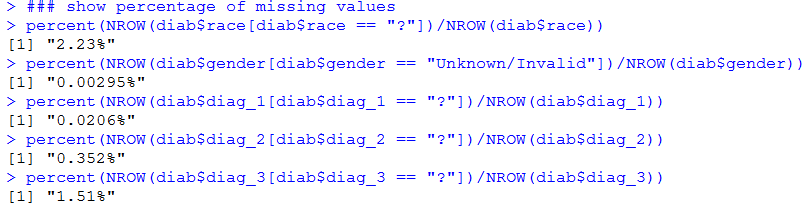 > ### show percentage of missing values
> percent(NROW(diab$race[diab$race == "?"])/NROW(diab$race))
[1] "2.23%"
> percent(NROW(diab$gender[diab$gender == "Unknown/Invalid"])/NROW(diab$gender))
[1] "0.00295%"
> percent(NROW(diab$diag_1[diab$diag_1 == "?"])/NROW(diab$diag_1))
[1] "0.0206%"
> percent(NROW(diab$diag_2[diab$diag_2 == "?"])/NROW(diab$diag_2))
[1] "0.352%"
> percent(NROW(diab$diag_3[diab$diag_3 == "?"])/NROW(diab$diag_3))
[1] "1.51%"